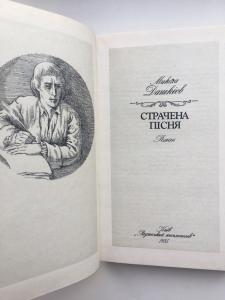 Микола
Дашкієв
СТРАЧЕНА
ПІСНЯ
Роман
Київ
«Радянський письменник»